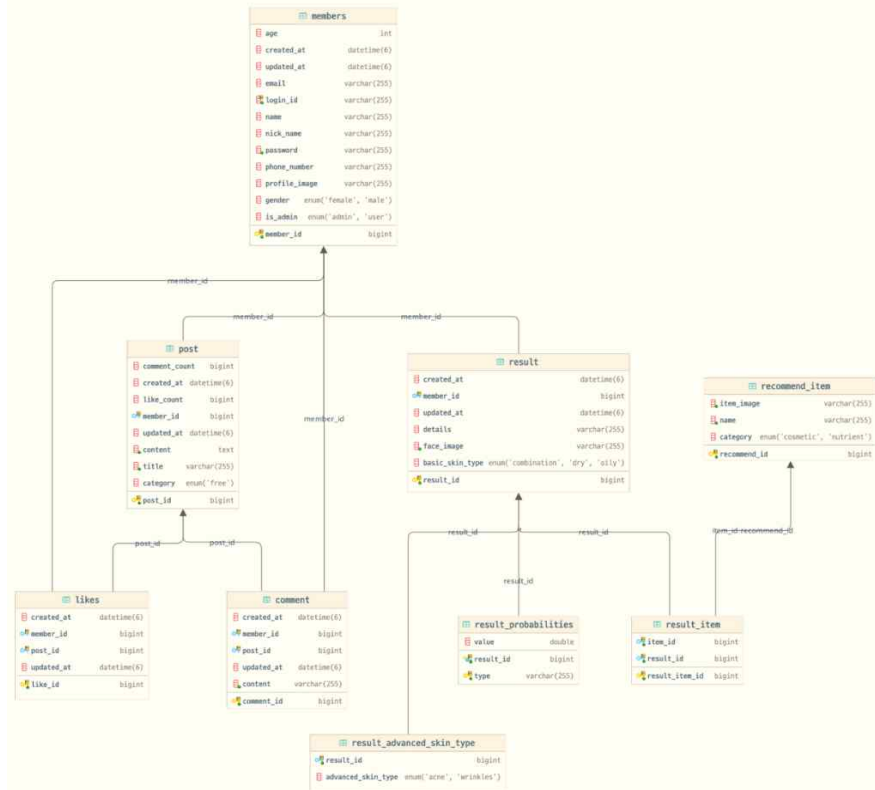 members
age int
created_at datetime(6)
updated_at datetime(6)
email varchar(255)
login_id varchar(255)
name varchar(255)
nick_name varchar(255)
password varchar(255)
phone_number varchar(255)
profile_image varchar(255)
gender enum('female', 'male')
is_admin enum('admin', 'user')
member_id bigint
member_id
member_id member_id
member_id
post
comment_count bigint
created_at datetime(6)
like_count bigint
member_id bigint
updated_at datetime(6)
content text
title varchar(255)
category enum('free')
post_id bigint
result
created_at datetime(6)
member_id bigint
updated_at datetime(6)
details varchar(255)
face_image varchar(255)
basic_skin_type enum('combination', 'dry', 'oily')
result_id bigint
recommend_item
item_image varchar(255)
name varchar(255)
category enum('cosmetic', 'nutrient')
recommend_id bigint
post_id post_id
result_id result_id
result_id
item_id:recommend_id
likes
created_at datetime(6)
member_id bigint
post_id bigint
updated_at datetime(6)
like_id bigint
comment
created_at datetime(6)
member_id bigint
post_id bigint
updated_at datetime(6)
content varchar(255)
comment_id bigint
result_probabilities
value double
result_id bigint
type varchar(255)
result_item
item_id bigint
result_id bigint
result_item_id bigint
result_advanced_skin_type
result_id bigint
advanced_skin_type enum('acne', 'wrinkles')